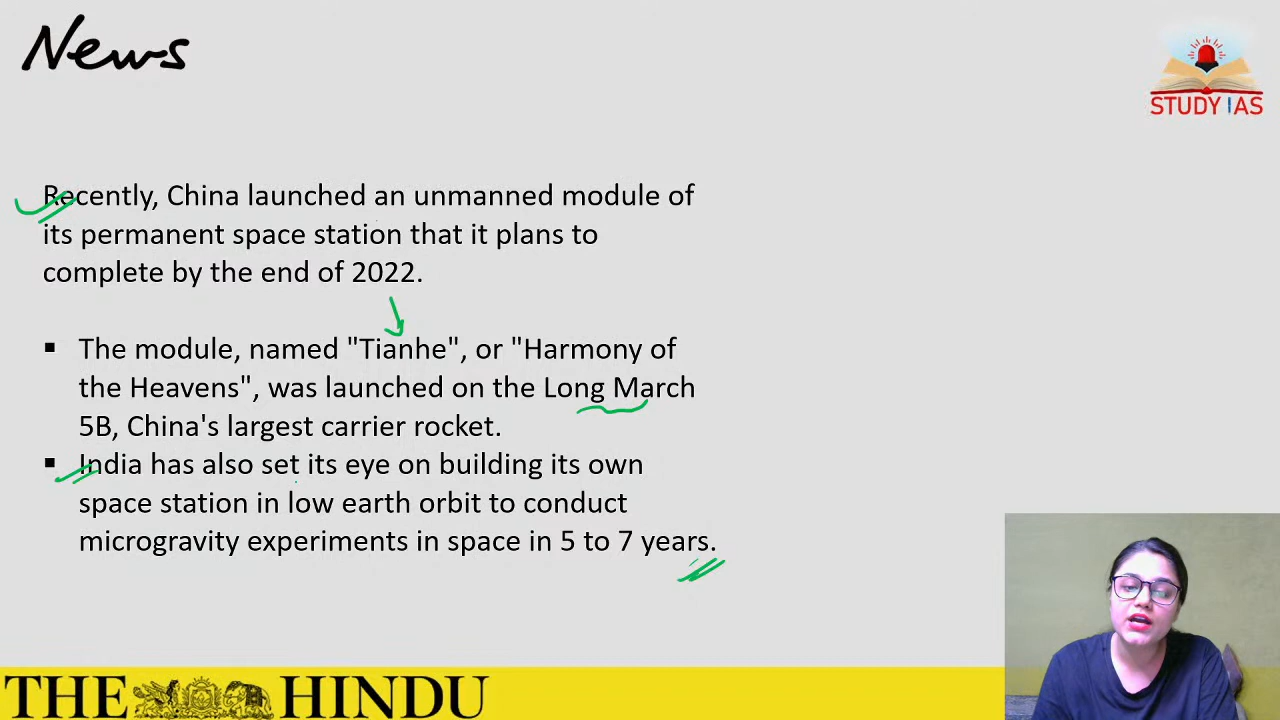 News
STUDY IAS
Recently, China launched an unmanned module of
its permanent space station that it plans to
complete by the end of 2022.
▪ The module, named "Tianhe", or "Harmony of
the Heavens", was launched on the Long March
5B, China's largest carrier rocket.
▪ India has also set its eye on building its own
space station in low earth orbit to conduct
microgravity experiments in space in 5 to 7 years.
THE HINDU